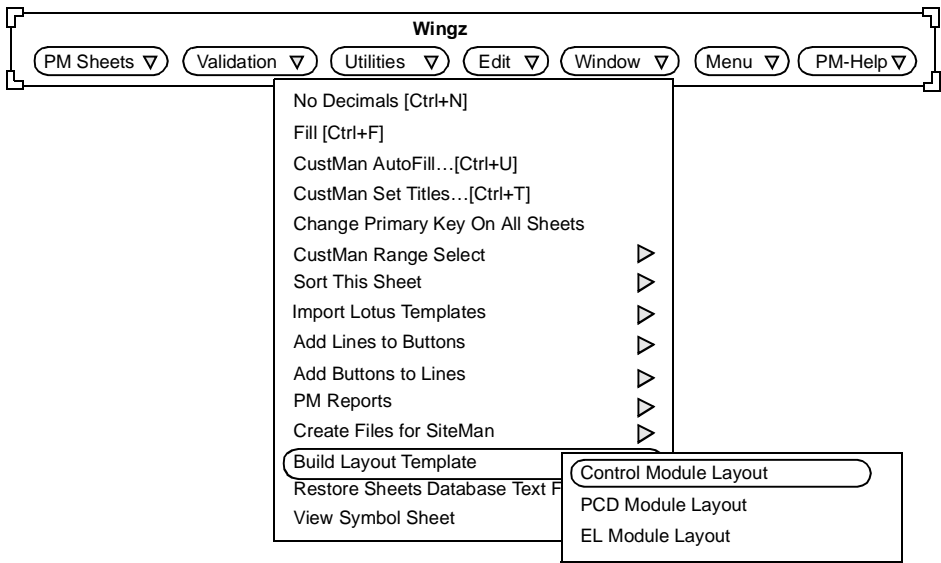 Wingz
PM Sheets Validation Utilities Edit Window Menu PM-Help
No Decimals [Ctrl+N]
Fill [Ctrl+F]
CustMan AutoFill…[Ctrl+U]
CustMan Set Titles…[Ctrl+T]
Change Primary Key On All Sheets
CustMan Range Select
Sort This Sheet
Import Lotus Templates
Add Lines to Buttons
Add Buttons to Lines
PM Reports
Create Files for SiteMan
Build Layout Template
Restore Sheets Database Text F
View Symbol Sheet
Control Module Layout
PCD Module Layout
EL Module Layout